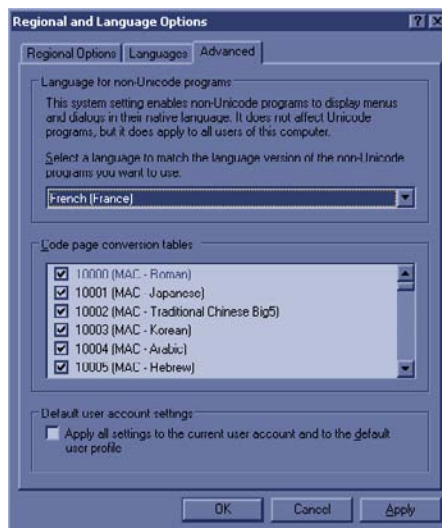 Regional and Language Options
Regional Options Languages Advanced
Language for non-Unicode programs
This system setting enables non-Unicode programs to display menus
and dialogs in their native language. It does not affect Unicode
programs, but it does apply to all users of this computer.
Select a language to match the language version of the non-Unicode
programs you want to use.
French (France)
Code page conversion tables
10000 (MAC - Roman)
10001 (MAC - Japanese)
10002 (MAC - Traditional Chinese Big5)
10003 (MAC - Korean)
10004 (MAC - Arabic)
10005 (MAC - Hebrew)
Default user account settings
Apply all settings to the current user account and to the default
user profile
OK Cancel Apply